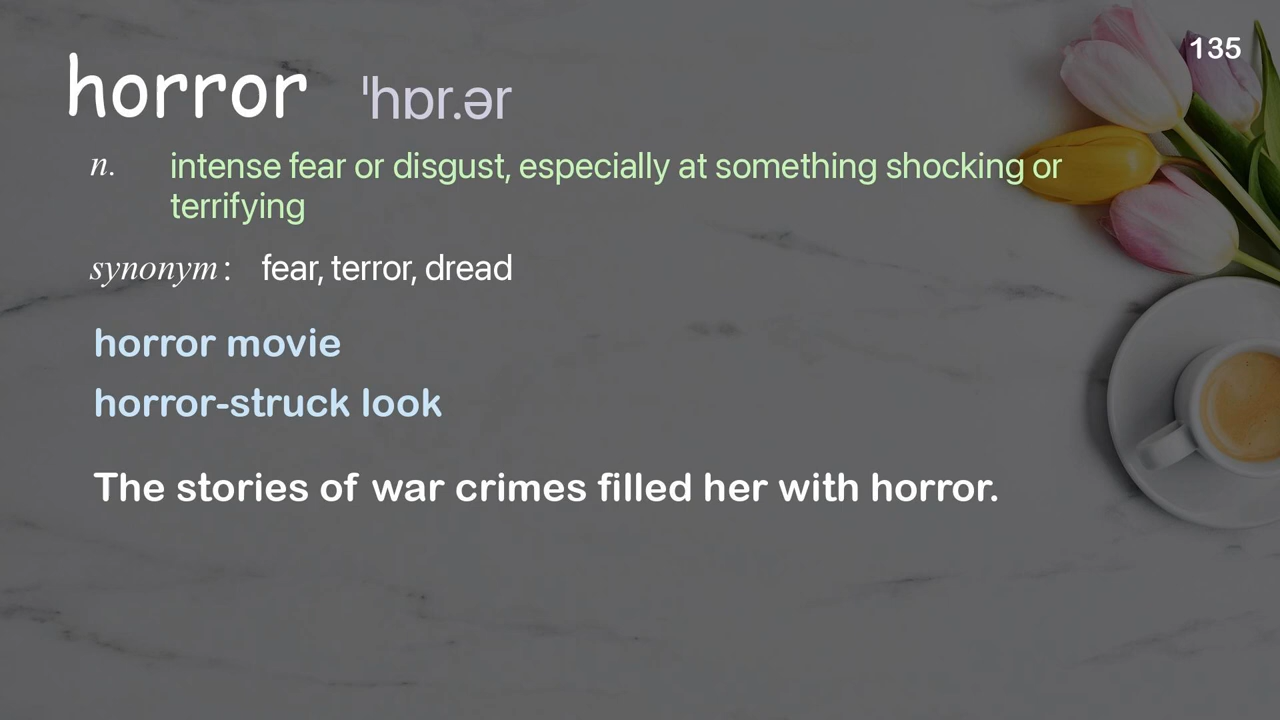 135
horror ˈhɒr.ər
n. intense fear or disgust, especially at something shocking or
terrifying
synonym: fear, terror, dread
horror movie
horror-struck look
The stories of war crimes filled her with horror.